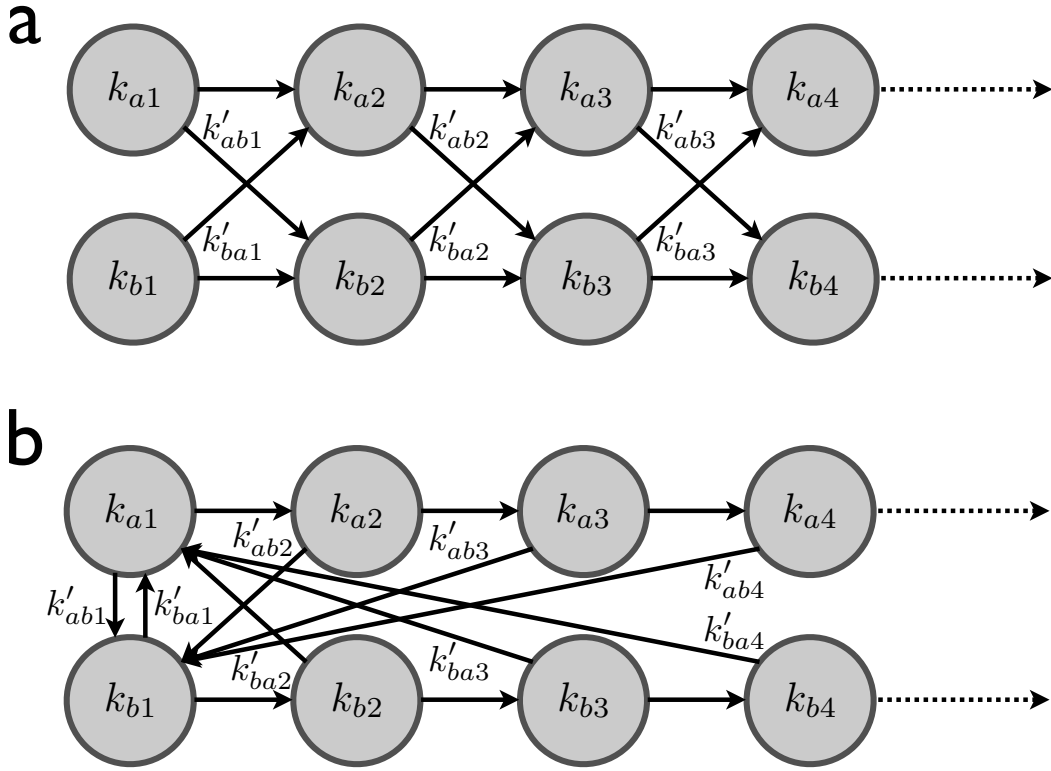 a
k_{a1} k_{a2} k_{a3} k_{a4}
k'_{ab1} k'_{ab2} k'_{ab3}
k'_{ba1} k'_{ba2} k'_{ba3}
k_{b1} k_{b2} k_{b3} k_{b4}
b
k_{a1} k_{a2} k_{a3} k_{a4}
k'_{ab2} k'_{ab3}
k'_{ab4}
k'_{ab1} k'_{ba1}
k'_{ba4}
k'_{ba2} k'_{ba3}
k_{b1} k_{b2} k_{b3} k_{b4}